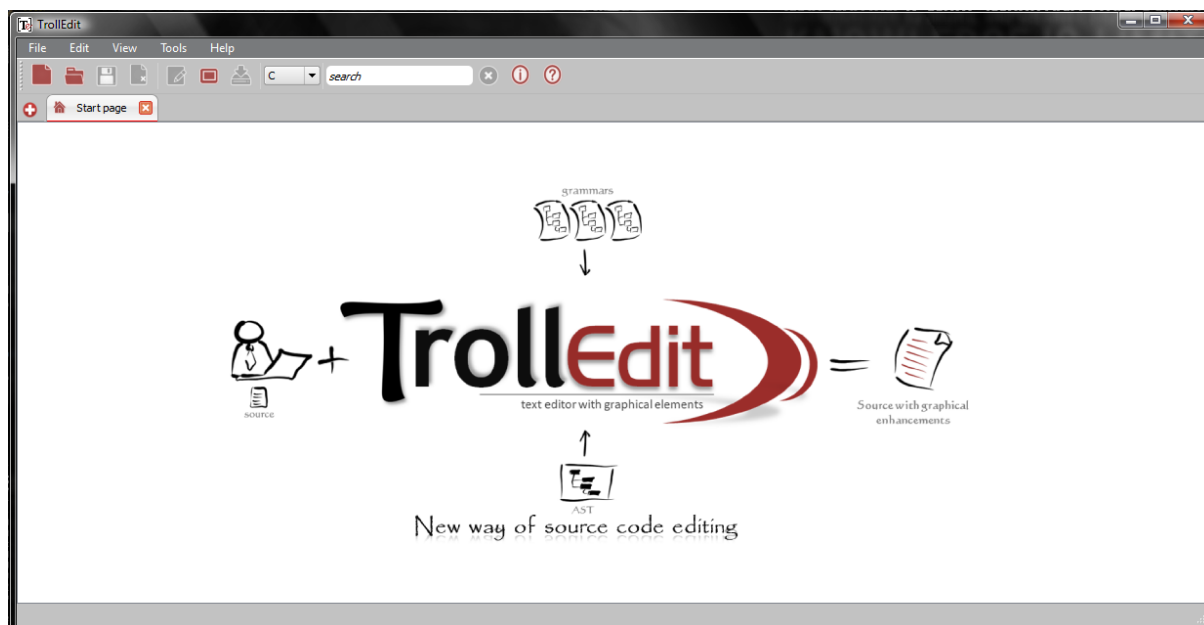 TrollEdit
File Edit View Tools Help
C search
Start page
grammars
TrollEdit
text editor with graphical elements
source
Source with graphical
enhancements
AST
New way of source code editing